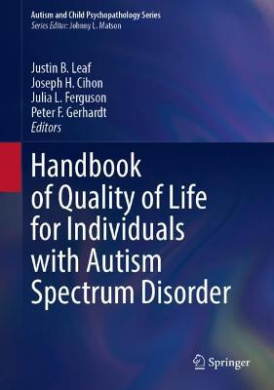 Autism and Child Psychopathology Series
Series Editor: Johnny L. Matson
Justin B. Leaf
Joseph H. Cihon
Julia L. Ferguson
Peter F. Gerhardt
Editors
Handbook
of Quality of Life
for Individuals
with Autism
Spectrum Disorder
Springer